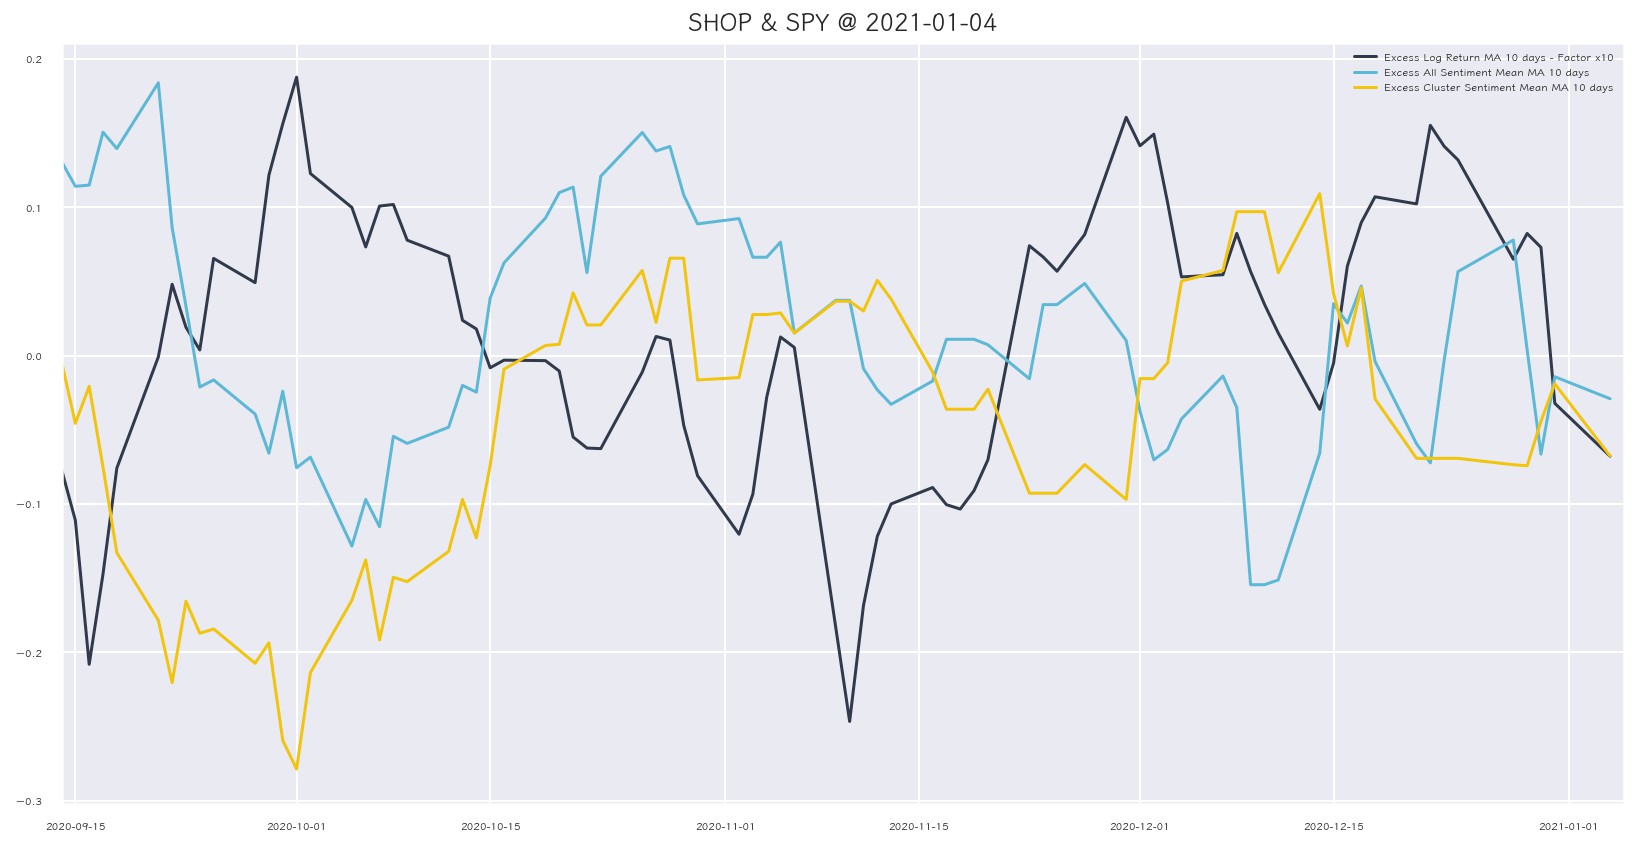 SHOP & SPY @ 2021-01-04
Excess Log Return MA 10 days - Factor x10
Excess All Sentiment Mean MA 10 days
Excess Cluster Sentiment Mean MA 10 days
0.2
0.1
0.0
−0.1
−0.2
−0.3
2020-09-15 2020-10-01 2020-10-15 2020-11-01 2020-11-15 2020-12-01 2020-12-15 2021-01-01